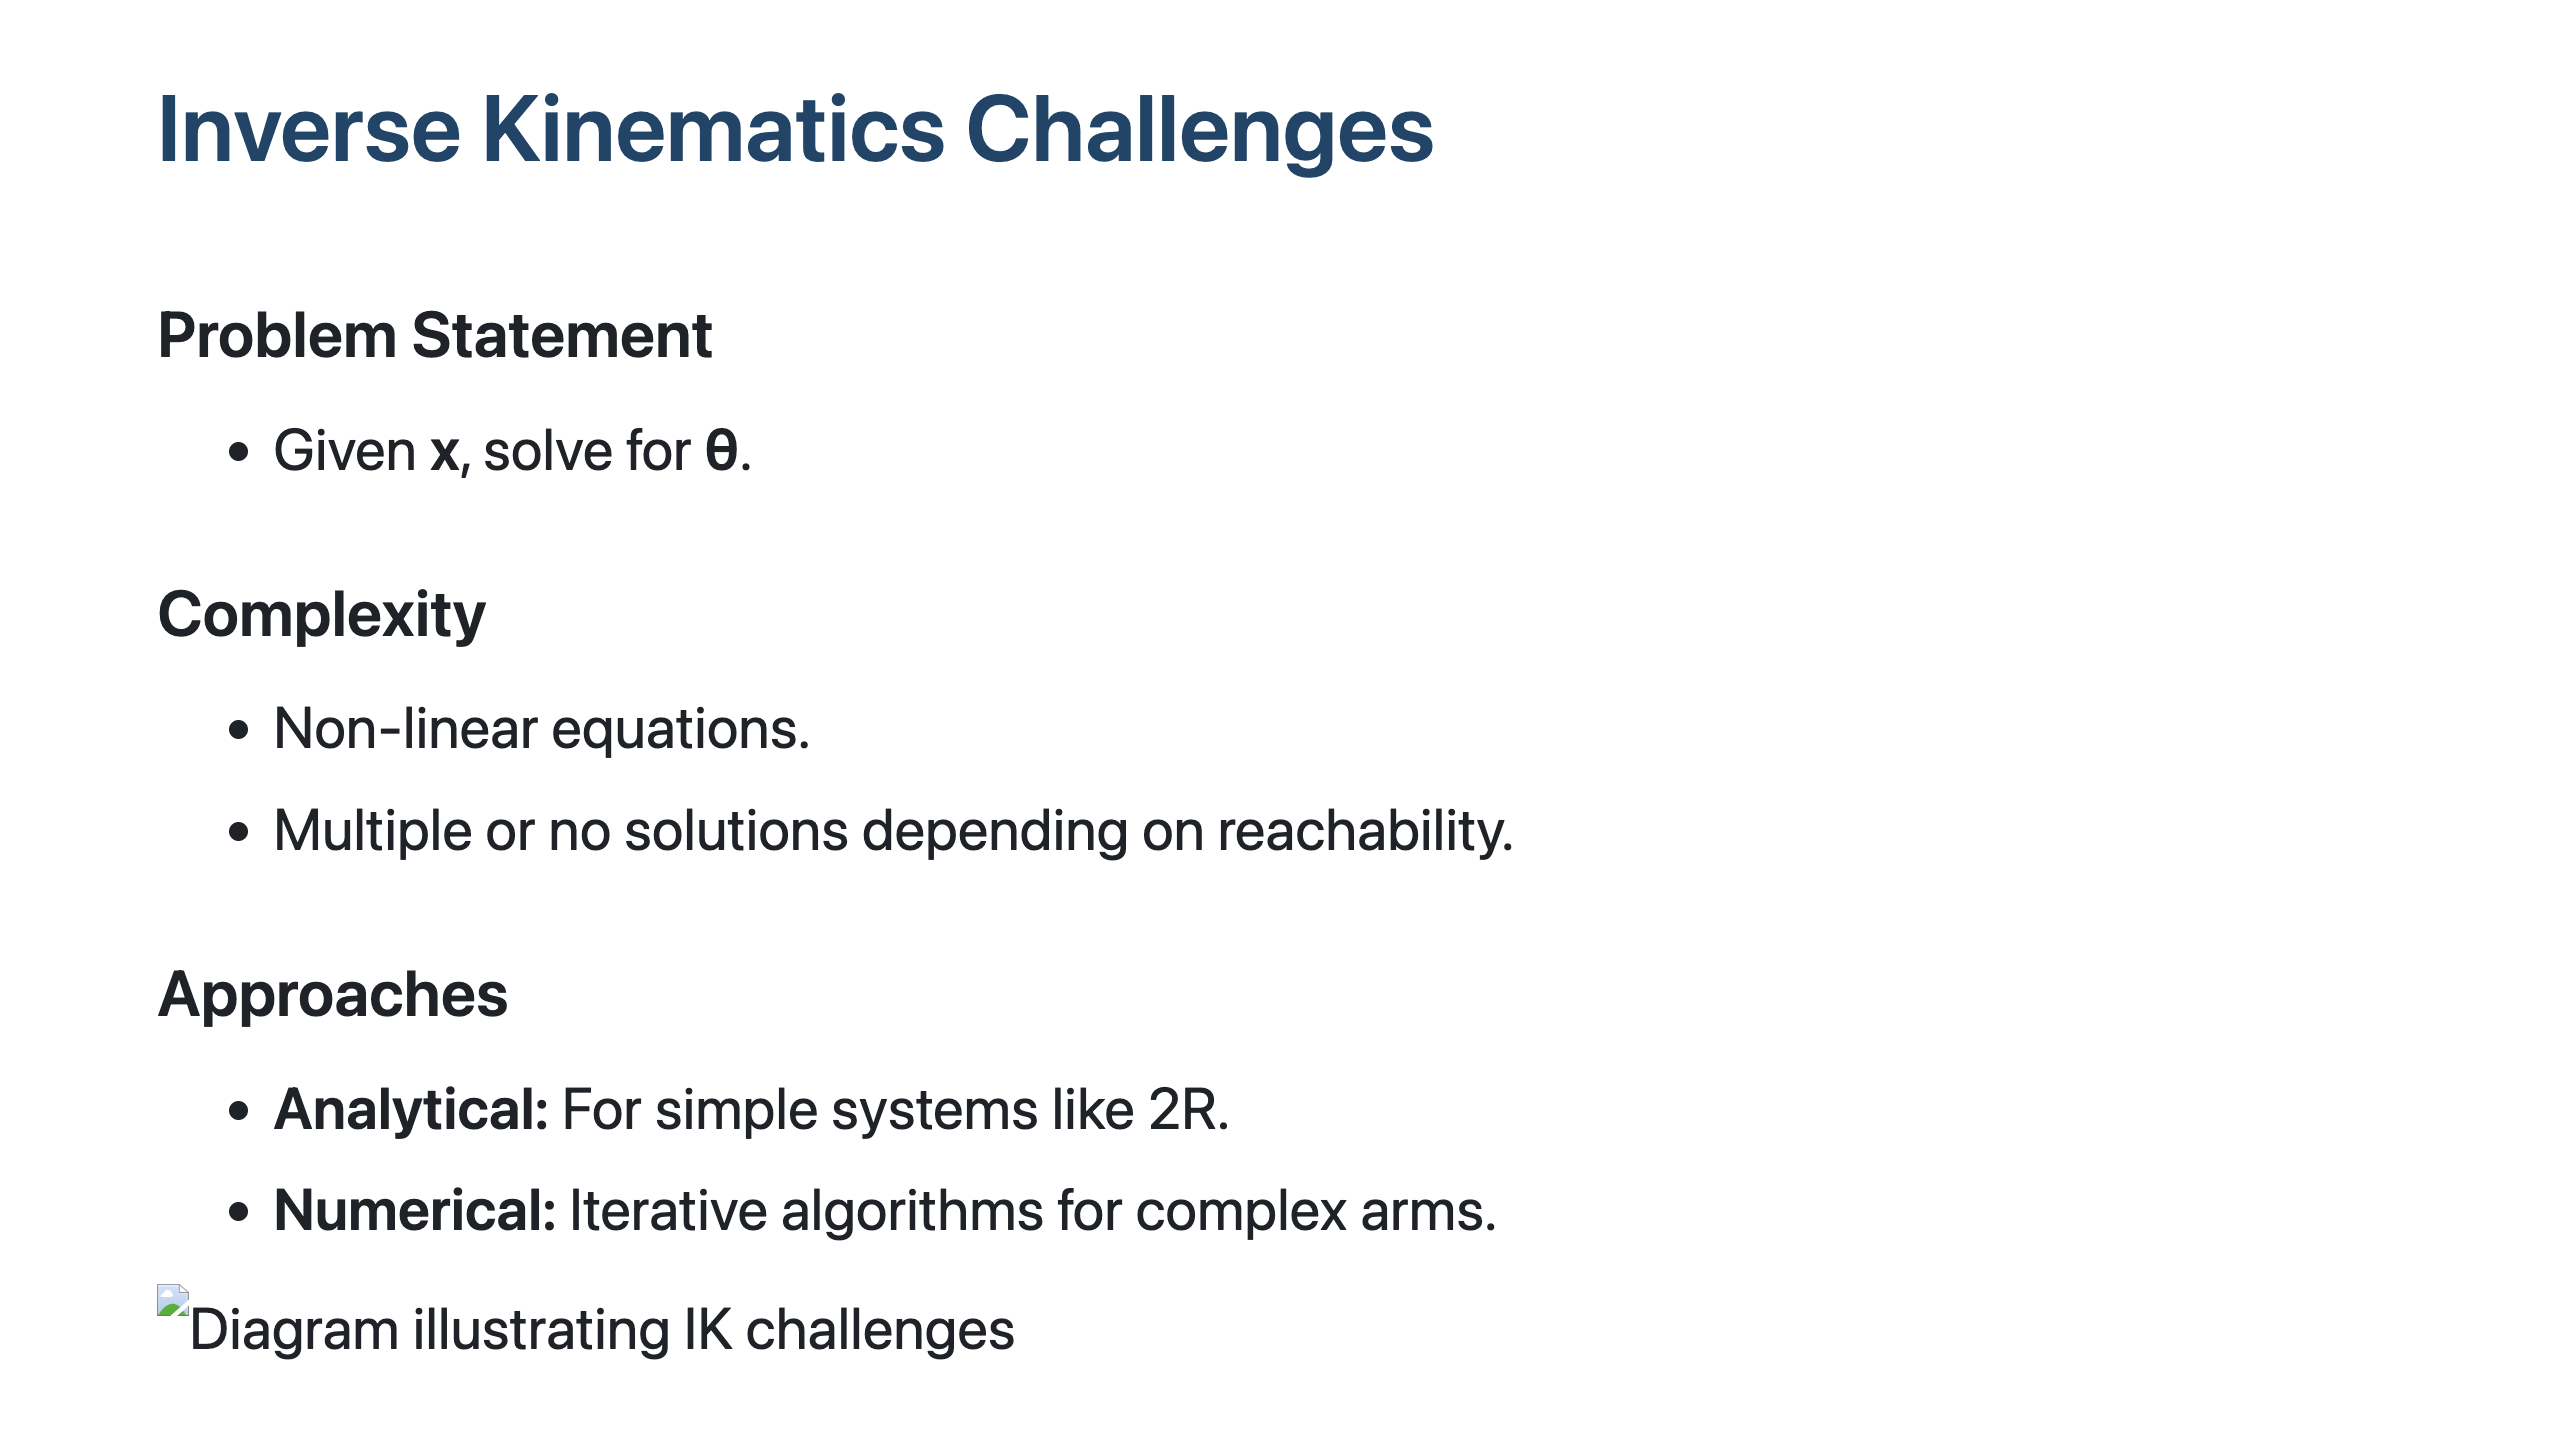 Inverse Kinematics Challenges
Problem Statement
• Given x, solve for θ.
Complexity
• Non-linear equations.
• Multiple or no solutions depending on reachability.
Approaches
• Analytical: For simple systems like 2R.
• Numerical: Iterative algorithms for complex arms.
Diagram illustrating IK challenges